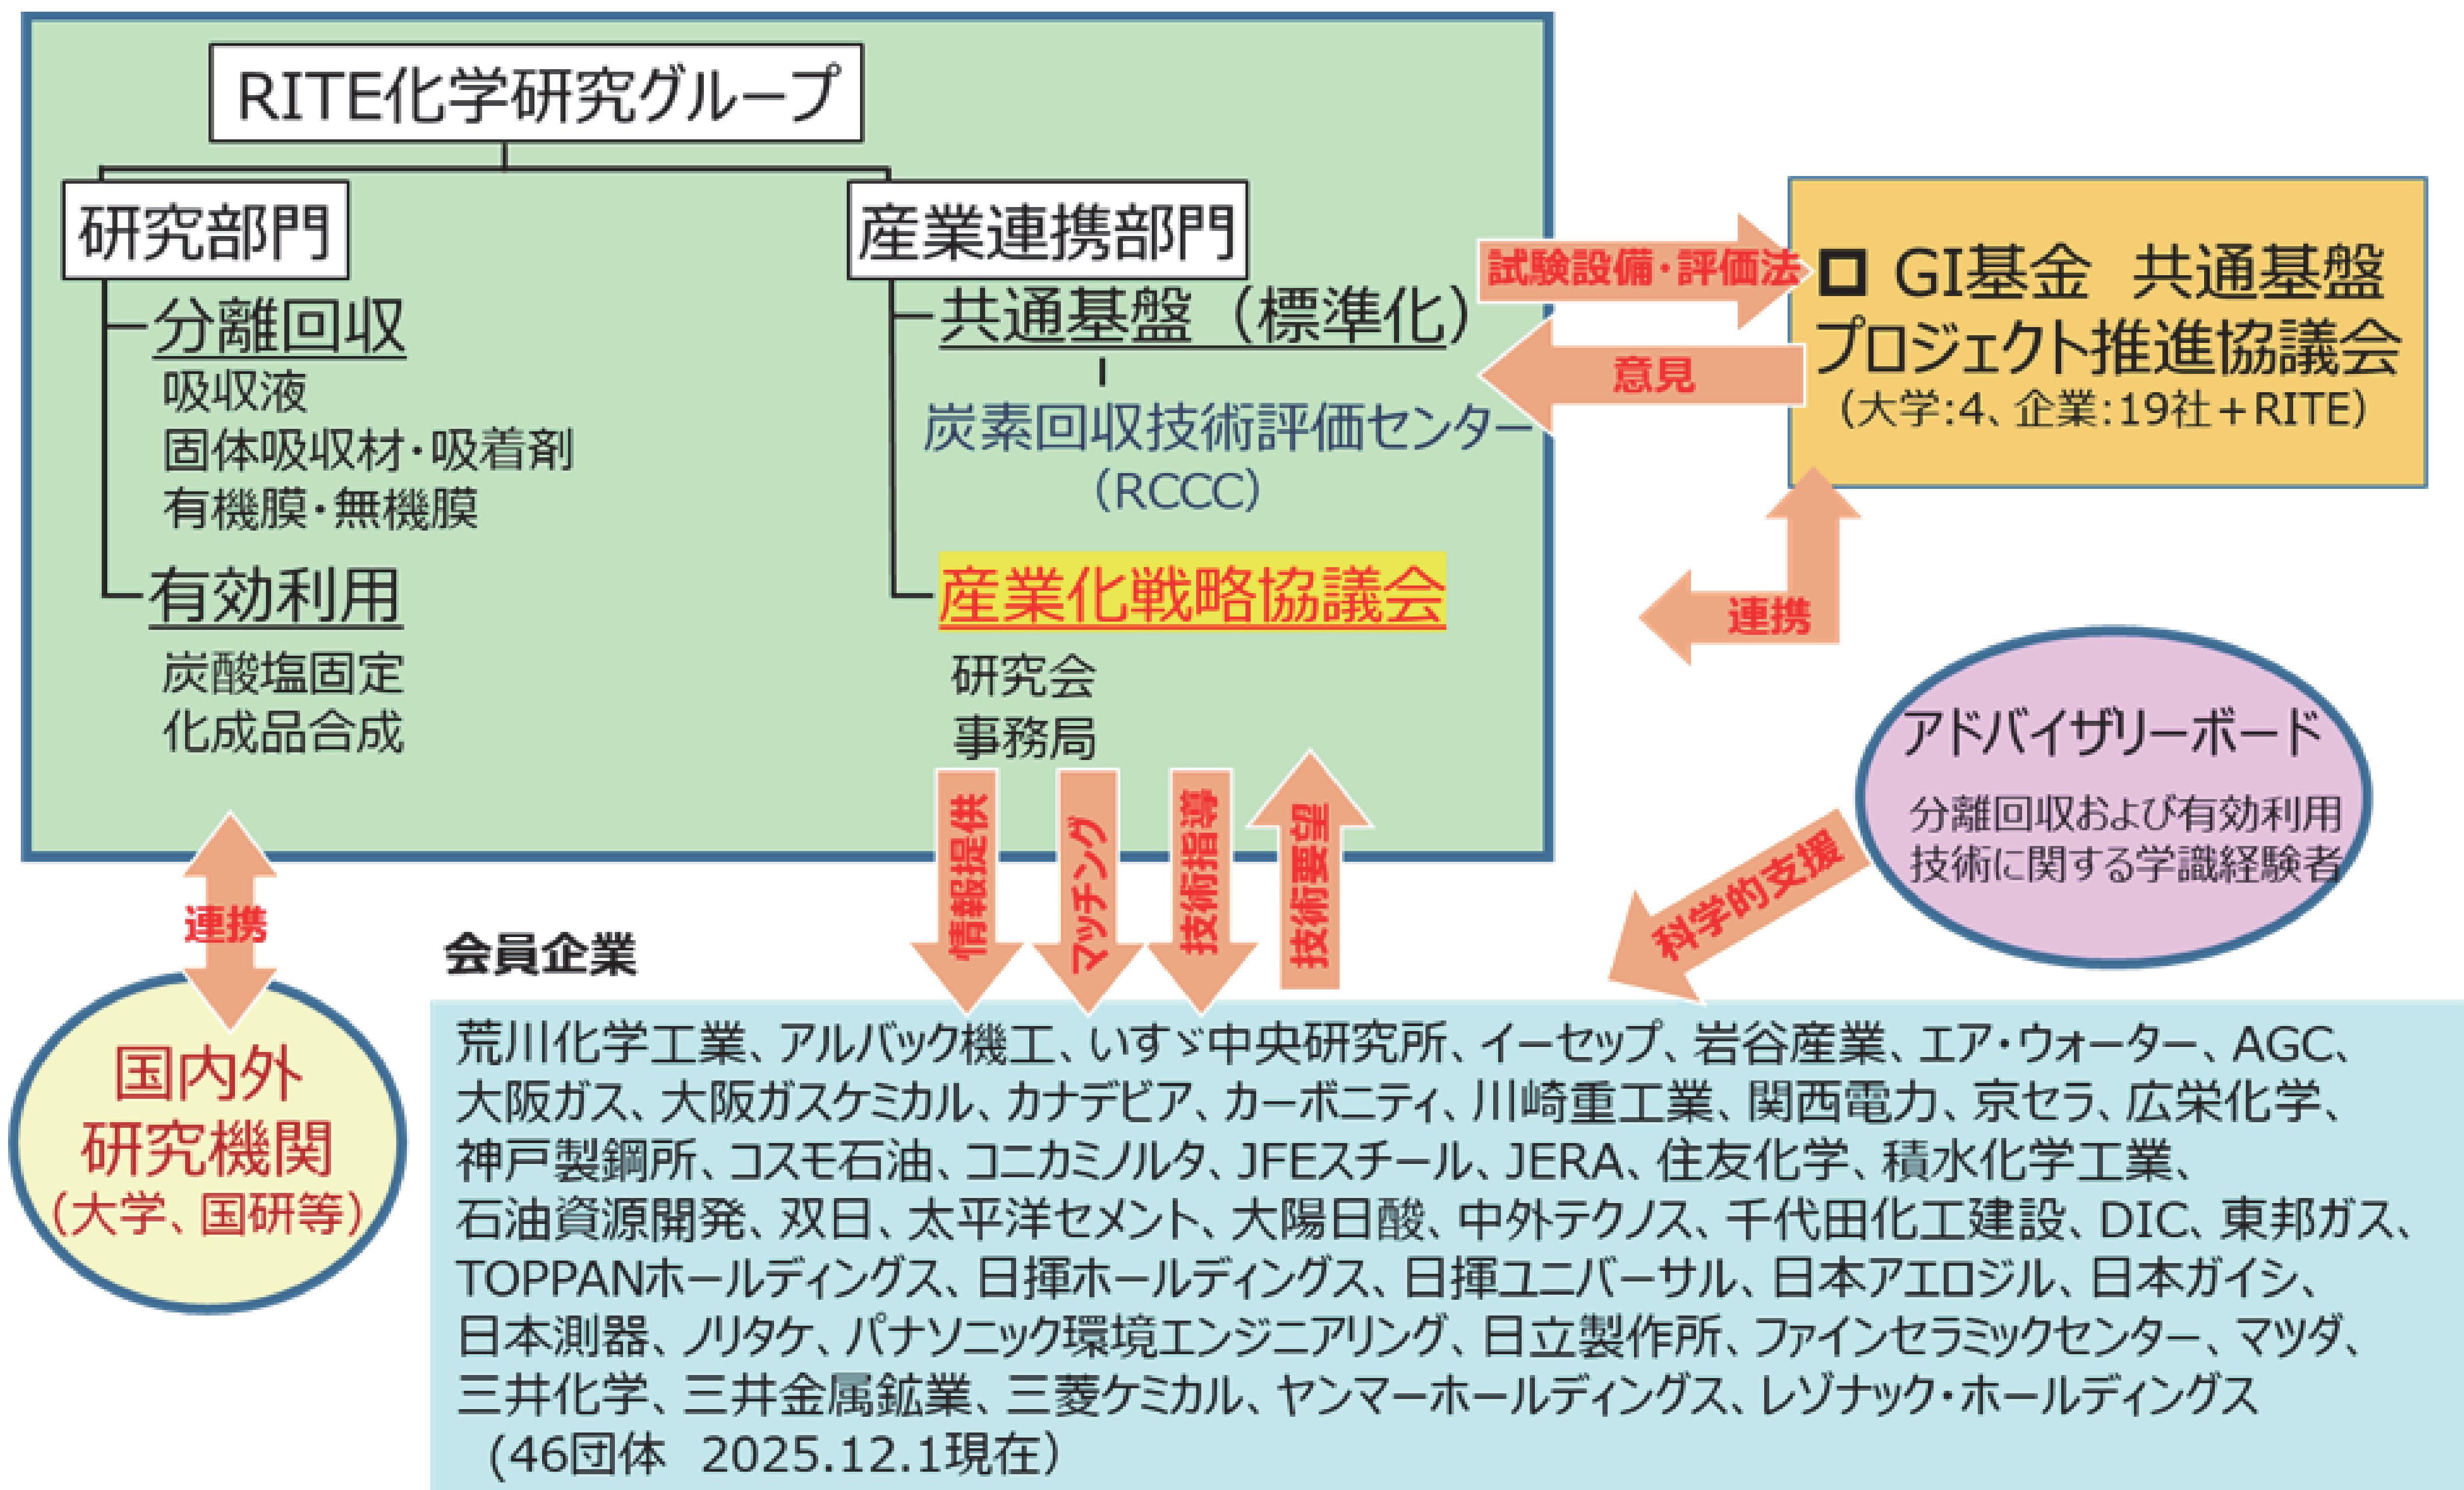 RITE化学研究グループ
研究部門
分離回収
吸収液
固体吸収材・吸着剤
有機膜・無機膜
有効利用
炭酸塩固定
化成品合成
産業連携部門
共通基盤（標準化）
炭素回収技術評価センター
（RCCC）
産業化戦略協議会
研究会
事務局
試験設備・評価法
意見
□ GI基金　共通基盤
プロジェクト推進協議会
（大学:4、企業:19社＋RITE）
連携
アドバイザリーボード
分離回収および有効利用
技術に関する学識経験者
科学的支援
情報提供
マッチング
技術指導
技術要望
連携
国内外
研究機関
（大学、国研等）
会員企業
荒川化学工業、アルバック機工、いすゞ中央研究所、イーセップ、岩谷産業、エア・ウォーター、AGC、
大阪ガス、大阪ガスケミカル、カナデビア、カーボニティ、川崎重工業、関西電力、京セラ、広栄化学、
神戸製鋼所、コスモ石油、コニカミノルタ、JFEスチール、JERA、住友化学、積水化学工業、
石油資源開発、双日、太平洋セメント、大陽日酸、中外テクノス、千代田化工建設、DIC、東邦ガス、
TOPPANホールディングス、日揮ホールディングス、日揮ユニバーサル、日本アエロジル、日本ガイシ、
日本測器、ノリタケ、パナソニック環境エンジニアリング、日立製作所、ファインセラミックセンター、マツダ、
三井化学、三井金属鉱業、三菱ケミカル、ヤンマーホールディングス、レゾナック・ホールディングス
(46団体　2025.12.1現在）